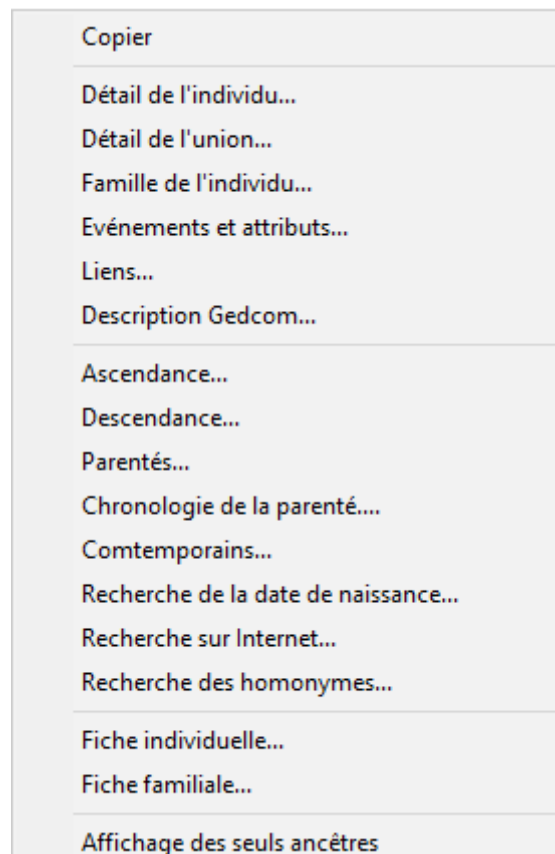 Copier
Détail de l'individu...
Détail de l'union...
Famille de l'individu...
Evénements et attributs...
Liens...
Description Gedcom...
Ascendance...
Descendance...
Parentés...
Chronologie de la parenté....
Comtemporains...
Recherche de la date de naissance...
Recherche sur Internet...
Recherche des homonymes...
Fiche individuelle...
Fiche familiale...
Affichage des seuls ancêtres